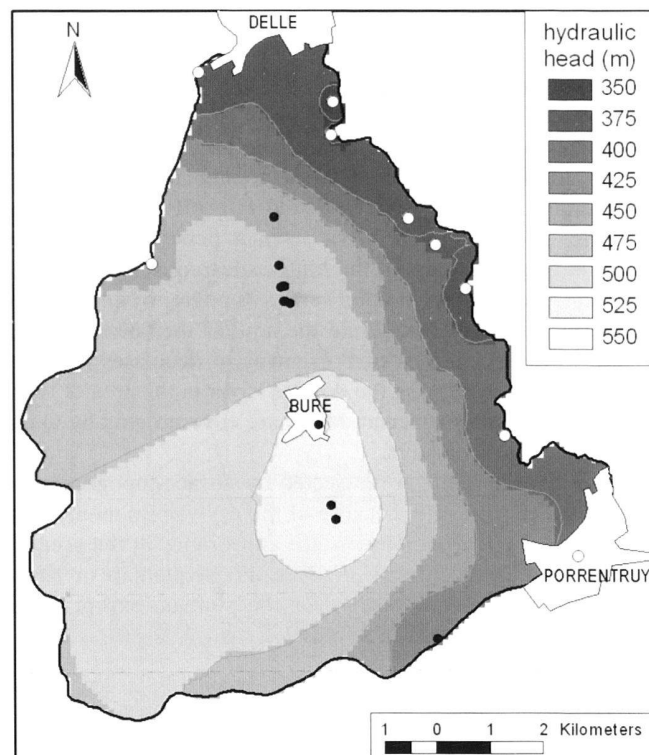 DELLE
N
hydraulic
head (m)
350
375
400
425
450
475
500
525
550
BURE
PORRENTRUY
1 0 1 2 Kilometers